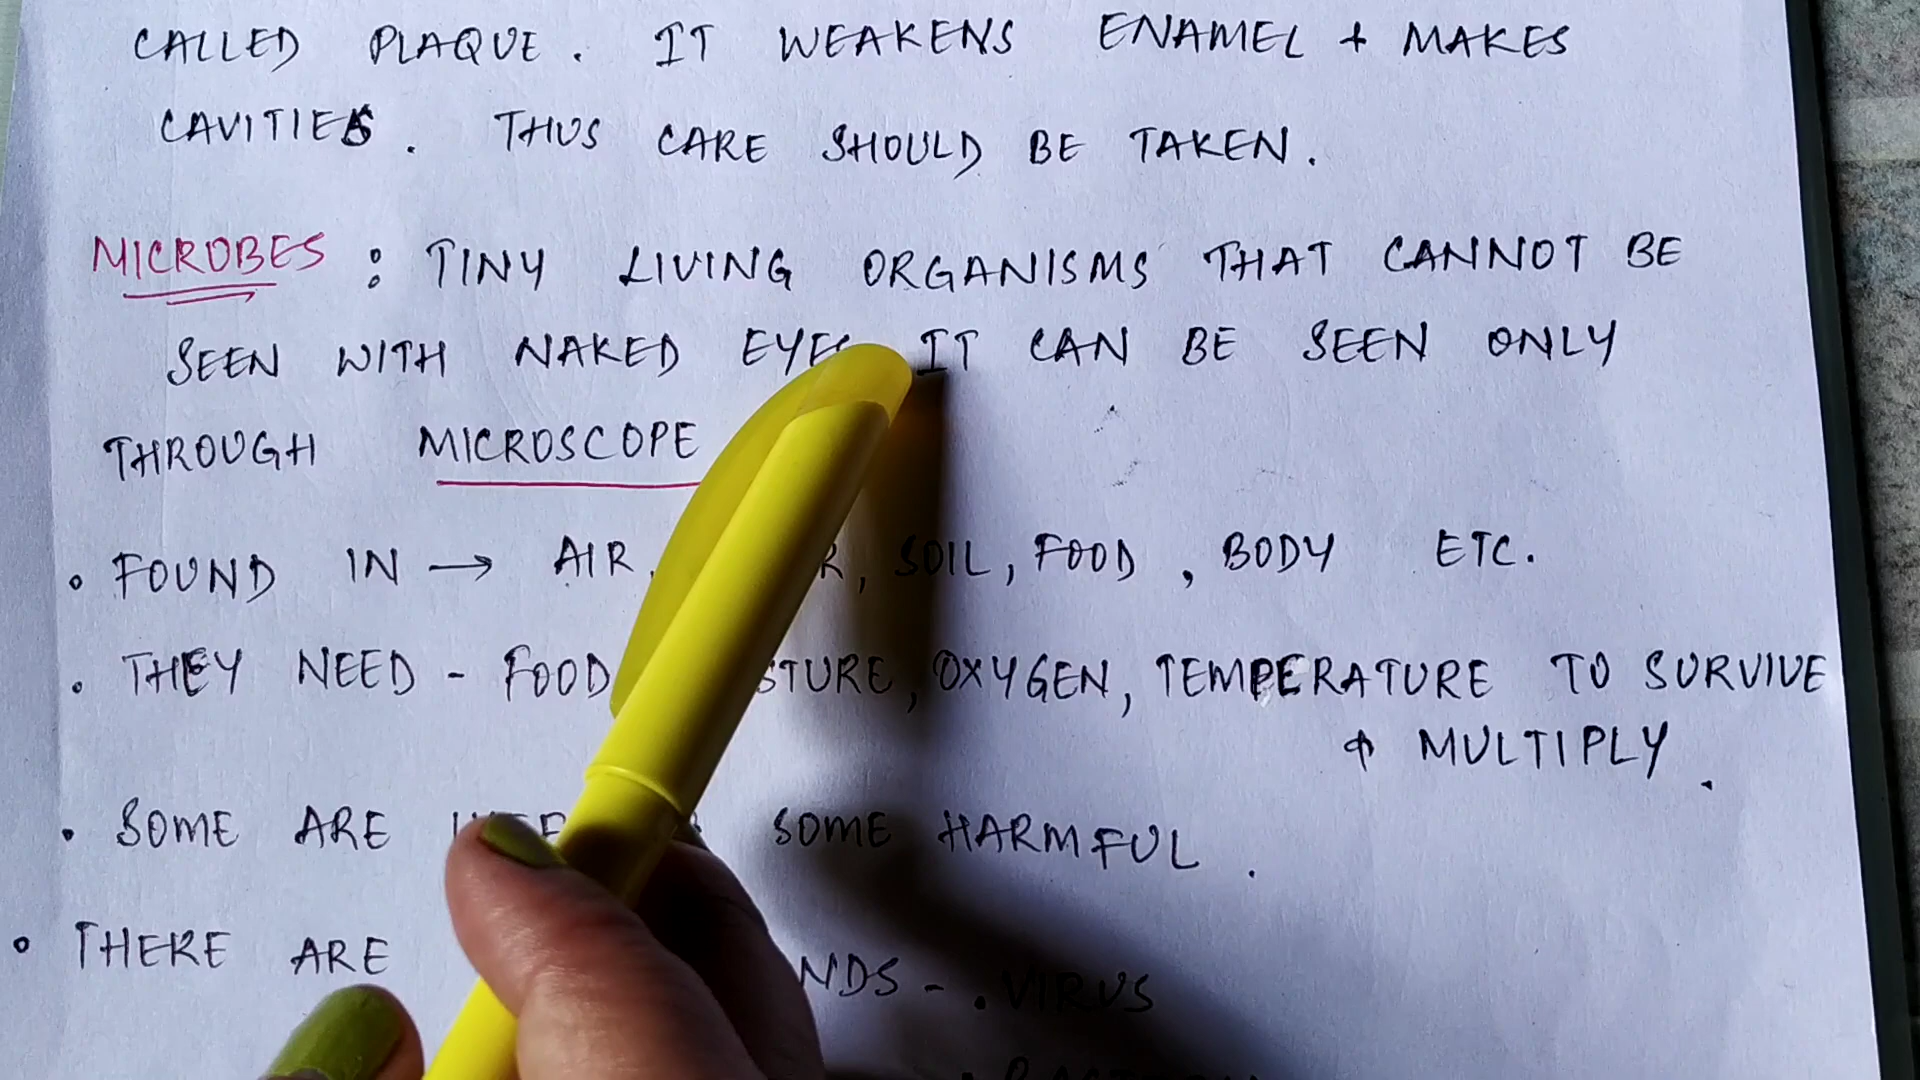 CALLED PLAQUE. IT WEAKENS ENAMEL + MAKES
CAVITIES. THUS CARE SHOULD BE TAKEN.
MICROBES : TINY LIVING ORGANISMS THAT CANNOT BE
SEEN WITH NAKED EYES IT CAN BE SEEN ONLY
THROUGH MICROSCOPE
• FOUND IN → AIR, SOIL, FOOD, BODY ETC.
• THEY NEED - FOOD OXYGEN, TEMPERATURE TO SURVIVE
& MULTIPLY.
• SOME ARE SOME HARMFUL.
• THERE ARE - • VIRUS